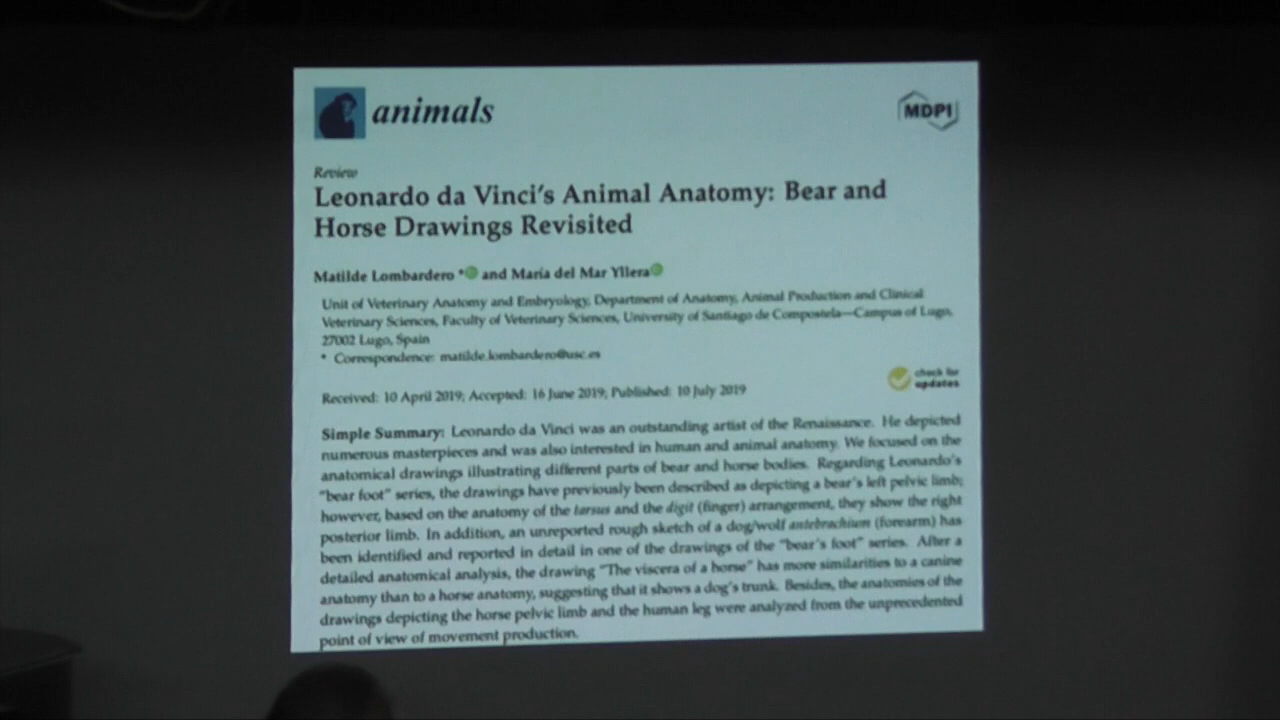 animals
MDPI
Review
Leonardo da Vinci's Animal Anatomy: Bear and
Horse Drawings Revisited
Matilde Lombardero * and María del Mar Yllera
Unit of Veterinary Anatomy and Embryology, Department of Anatomy, Animal Production and Clinical
Veterinary Sciences, Faculty of Veterinary Sciences, University of Santiago de Compostela—Campus of Lugo,
27002 Lugo, Spain
* Correspondence: matilde.lombardero@usc.es
check for
updates
Received: 10 April 2019; Accepted: 16 June 2019; Published: 10 July 2019
Simple Summary: Leonardo da Vinci was an outstanding artist of the Renaissance. He depicted
numerous masterpieces and was also interested in human and animal anatomy. We focused on the
anatomical drawings illustrating different parts of bear and horse bodies. Regarding Leonardo's
"bear foot" series, the drawings have previously been described as depicting a bear's left pelvic limb;
however, based on the anatomy of the tarsus and the digit (finger) arrangement, they show the right
posterior limb. In addition, an unreported rough sketch of a dog/wolf antebrachium (forearm) has
been identified and reported in detail in one of the drawings of the "bear's foot" series. After a
detailed anatomical analysis, the drawing "The viscera of a horse" has more similarities to a canine
anatomy than to a horse anatomy, suggesting that it shows a dog's trunk. Besides, the anatomies of the
drawings depicting the horse pelvic limb and the human leg were analyzed from the unprecedented
point of view of movement production.